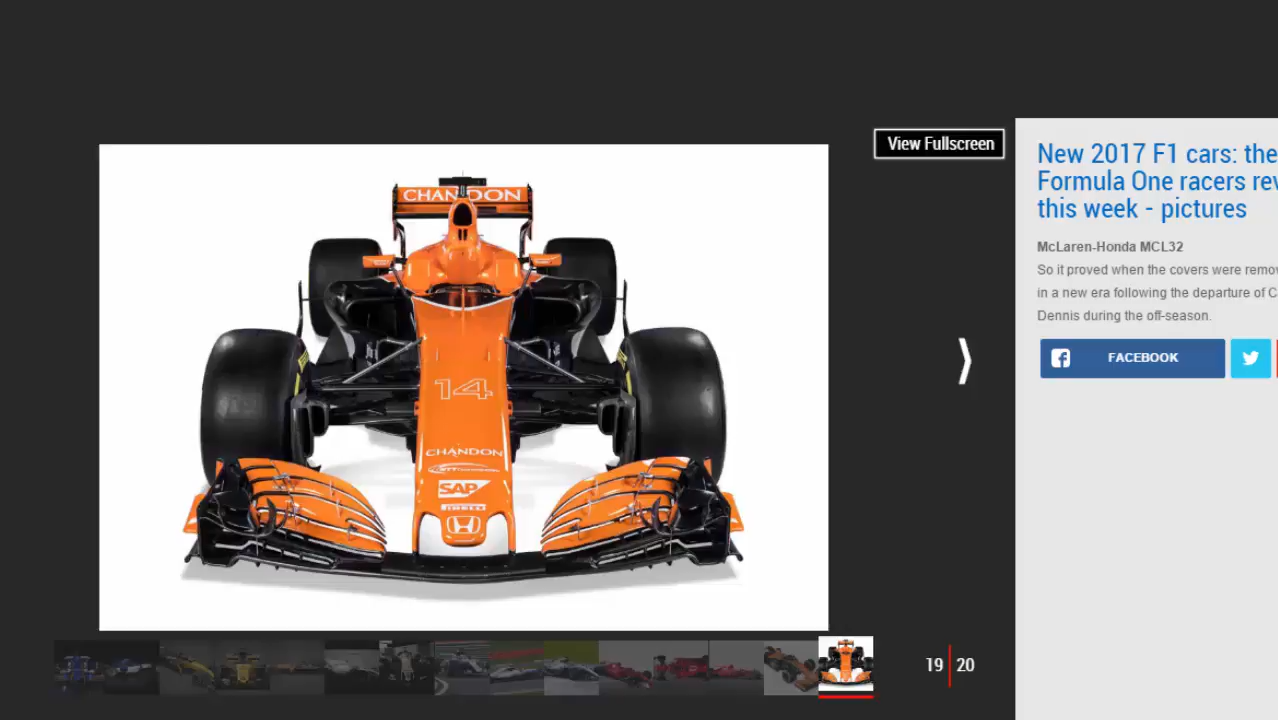 View Fullscreen
New 2017 F1 cars: the
Formula One racers rev
this week - pictures
McLaren-Honda MCL32
So it proved when the covers were remov
in a new era following the departure of C
Dennis during the off-season.
FACEBOOK
CHANDON
14
CHANDON
SAP
PIRELLI
19 20